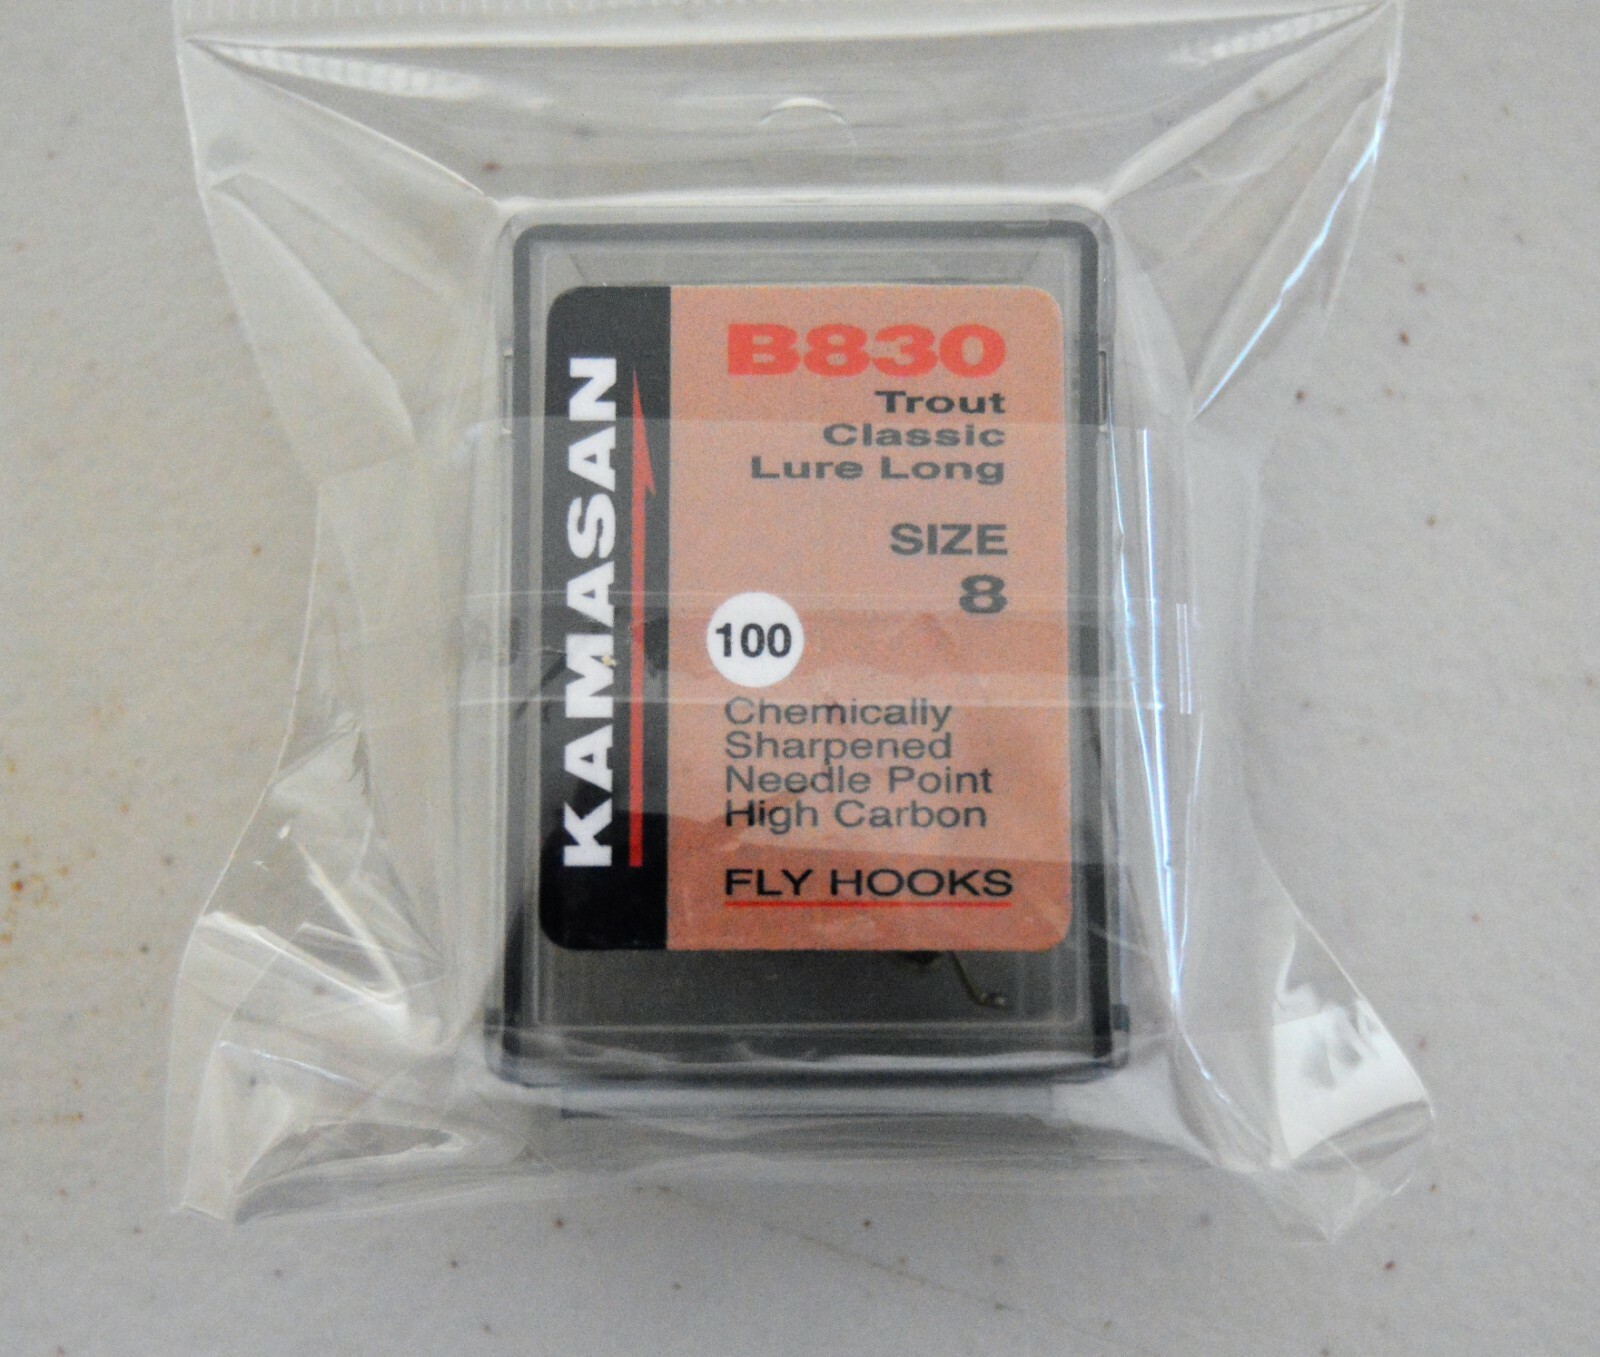 KAMASAN
B830
Trout
Classic
Lure Long
SIZE
8
100
Chemically
Sharpened
Needle Point
High Carbon
FLY HOOKS